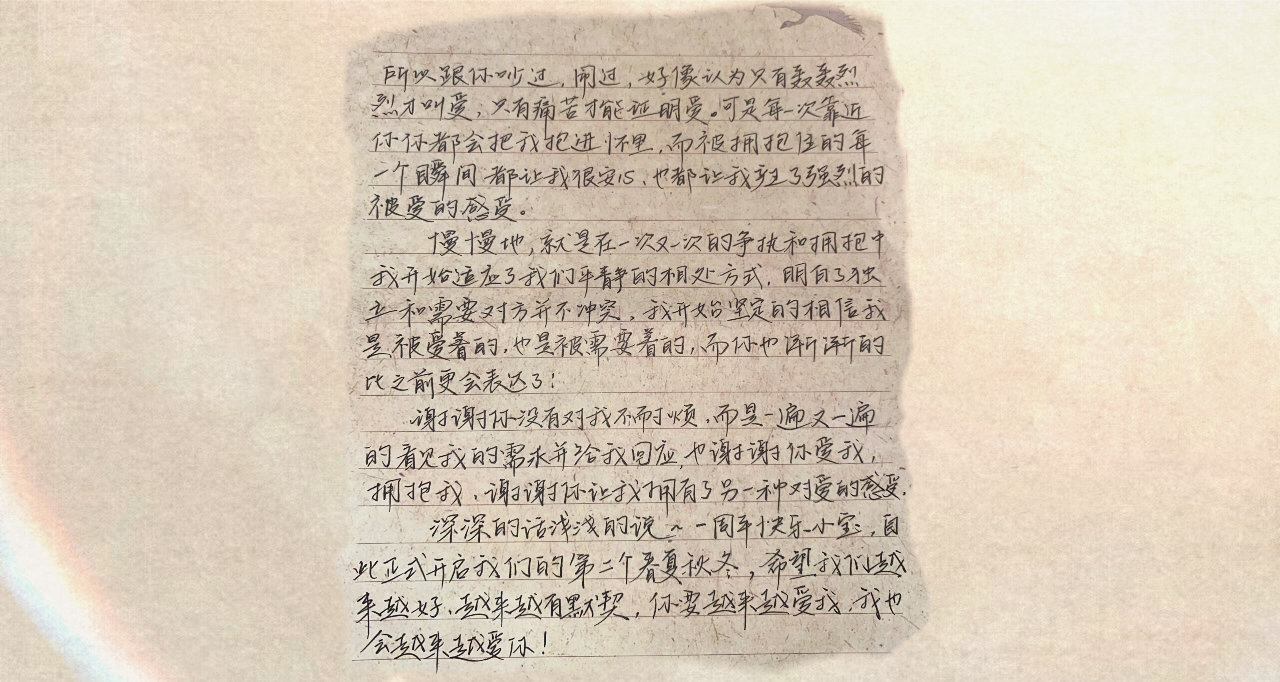 所以跟你吵过,闹过,好像认为只有轰轰烈
烈才叫爱,只有痛苦才能证明爱。可是每一次靠近
你你都会把我抱进怀里,而被拥抱住的每
一个瞬间都让我很安心,也都让我产生了强烈的
被爱的感受。
慢慢地,就是在一次又一次的争执和拥抱中
我开始适应了我们平静的相处方式,明白了独
立和需要对方并不冲突,我开始坚定的相信我
是被爱着的,也是被需要着的,而你也渐渐的
比之前更会表达了!
谢谢你没有对我不耐烦,而是一遍又一遍
的看见我的需求并给我回应,也谢谢你爱我,
拥抱我,谢谢你让我拥有了另一种对爱的感受.
深深的话浅浅的说~一周年快乐小宝,自
此正式开启我们的第二个春夏秋冬,希望我们越
来越好,越来越有默契,你要越来越爱我,我也
会越来越爱你!